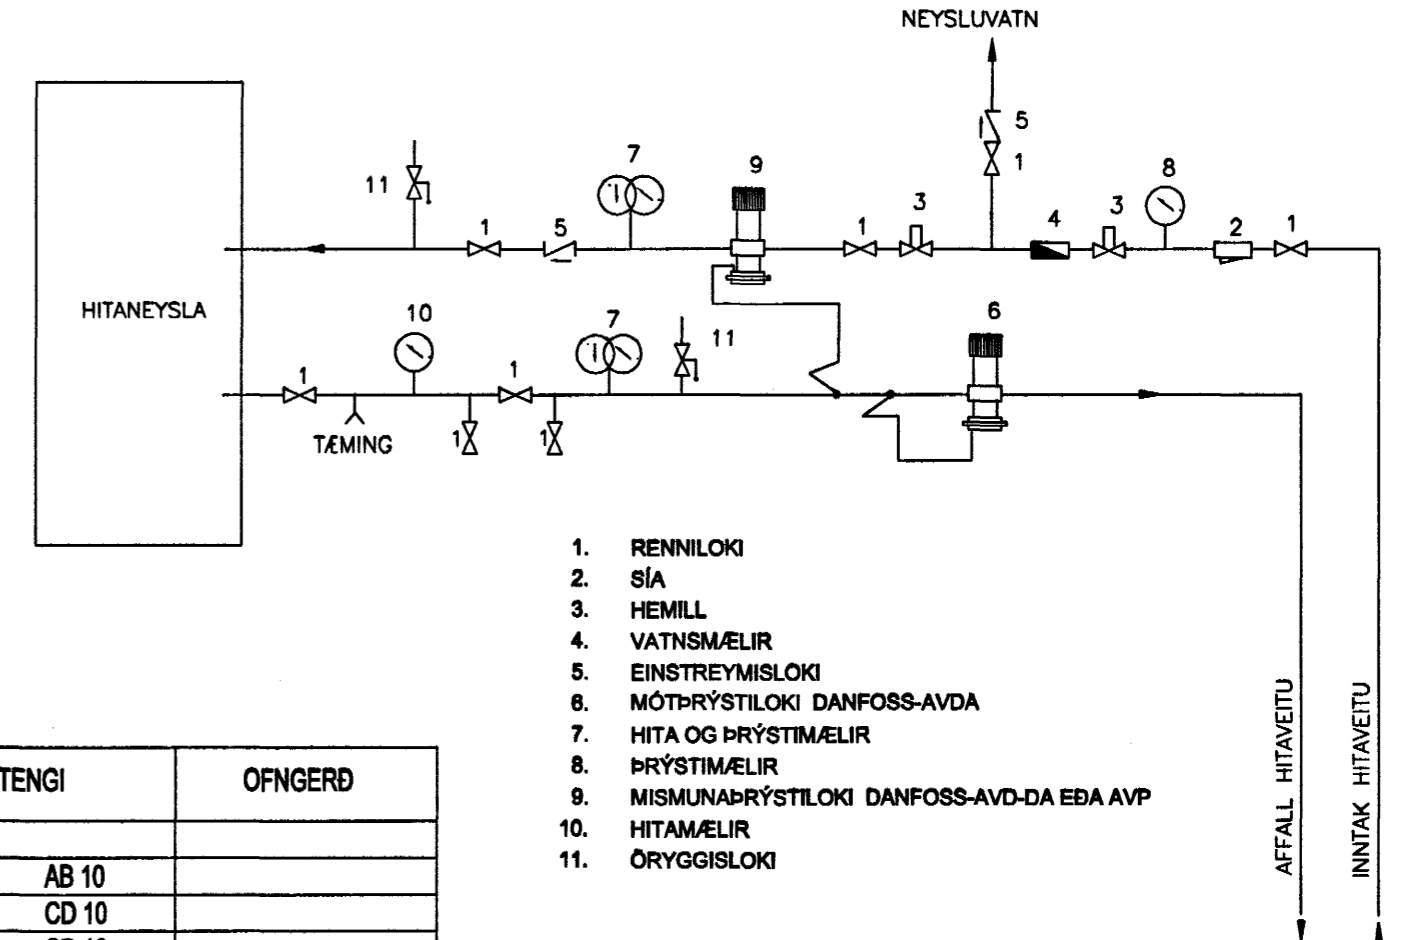 NEYSLUVATN
5
1
7
9
8
11
3
3
1
5
1
4
2
1
HITANEYSLA
10
7
11
6
1
1
TÆMING
1
1
1. RENNILOKI
2. SÍA
3. HEMILL
4. VATNSMÆLIR
5. EINSTREYMISLOKI
6. MÓTÞRÝSTILOKI DANFOSS-AVDA
7. HITA OG ÞRÝSTIMÆLIR
8. ÞRÝSTIMÆLIR
9. MISMUNAÞRÝSTILOKI DANFOSS-AVD-DA EÐA AVP
10. HITAMÆLIR
11. ÖRYGGISLOKI
AFFALL HITAVEITU
INNTAK HITAVEITU
TENGI OFNGERÐ
AB 10
CD 10